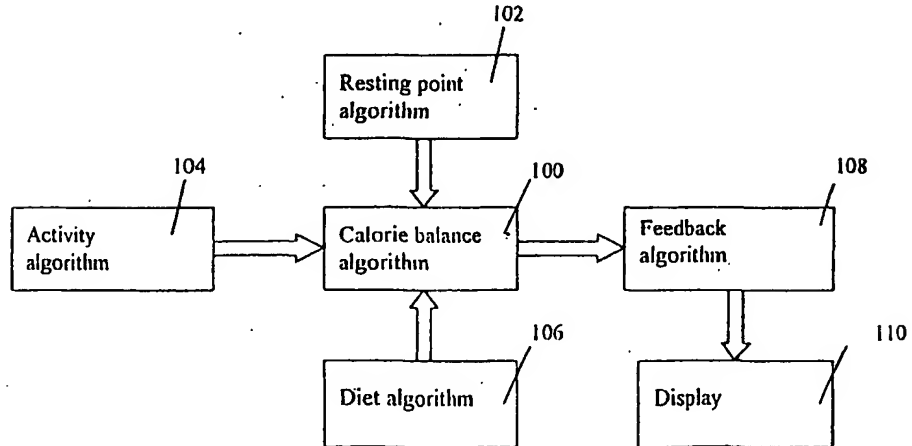 102
Resting point
algorithm
104
100
108
Activity
algorithm
Calorie balance
algorithm
Feedback
algorithm
106
110
Diet algorithm
Display